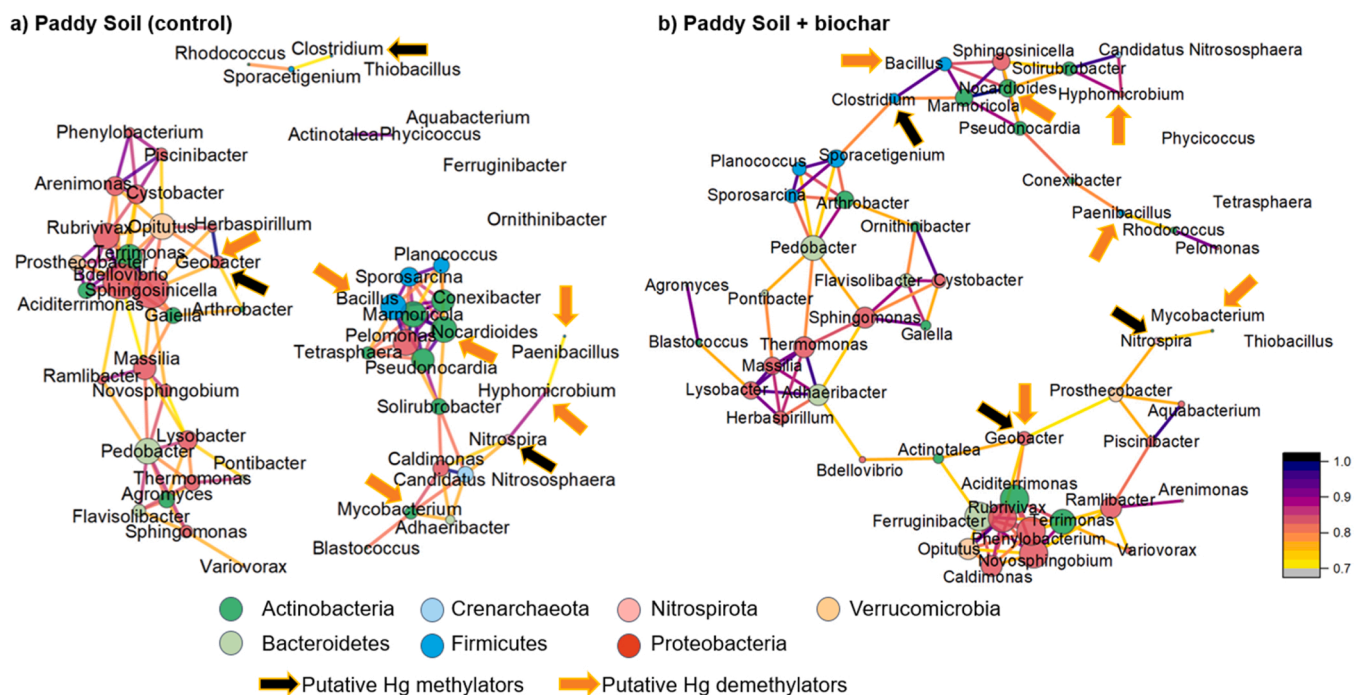 a) Paddy Soil (control)
Rhodococcus
Clostridium
Sporacetigenium
Thiobacillus
Aquabacterium
Actinotalea
Phycicoccus
Phenylobacterium
Piscinibacter
Ferruginibacter
Arenimonas
Cystobacter
Ornithinibacter
Rubrivivax
Opitutus
Herbaspirillum
Terrimonas
Prosthecobacter
Geobacter
Bdellovibrio
Sphingosinicella
Aciditerrimonas
Arthrobacter
Gaiella
Planococcus
Sporosarcina
Bacillus
Conexibacter
Marmoricola
Pelomonas
Nocardioides
Tetrasphaera
Paenibacillus
Pseudonocardia
Massilia
Ramlibacter
Novosphingobium
Hyphomicrobium
Solirubrobacter
Lysobacter
Nitrospira
Pedobacter
Pontibacter
Caldimonas
Thermomonas
Candidatus Nitrososphaera
Agromyces
Mycobacterium
Flavisolibacter
Adhaeribacter
Sphingomonas
Blastococcus
Variovorax
b) Paddy Soil + biochar
Sphingosinicella
Candidatus Nitrososphaera
Bacillus
Solirubrobacter
Nocardioides
Hyphomicrobium
Clostridium
Marmoricola
Pseudonocardia
Phycicoccus
Planococcus
Sporacetigenium
Conexibacter
Sporosarcina
Arthrobacter
Tetrasphaera
Paenibacillus
Ornithinibacter
Rhodococcus
Pedobacter
Pelomonas
Agromyces
Flavisolibacter
Cystobacter
Pontibacter
Sphingomonas
Mycobacterium
Gaiella
Blastococcus
Thermomonas
Nitrospira
Thiobacillus
Massilia
Lysobacter
Adhaeribacter
Prosthecobacter
Herbaspirillum
Aquabacterium
Geobacter
Piscinibacter
Actinotalea
Bdellovibrio
Aciditerrimonas
Arenimonas
Ramlibacter
Rubrivivax
Ferruginibacter
Terrimonas
Phenylobacterium
Opitutus
Variovorax
Novosphingobium
Caldimonas
1.0
0.9
0.8
0.7
Actinobacteria
Crenarchaeota
Nitrospirota
Verrucomicrobia
Bacteroidetes
Firmicutes
Proteobacteria
Putative Hg methylators
Putative Hg demethylators